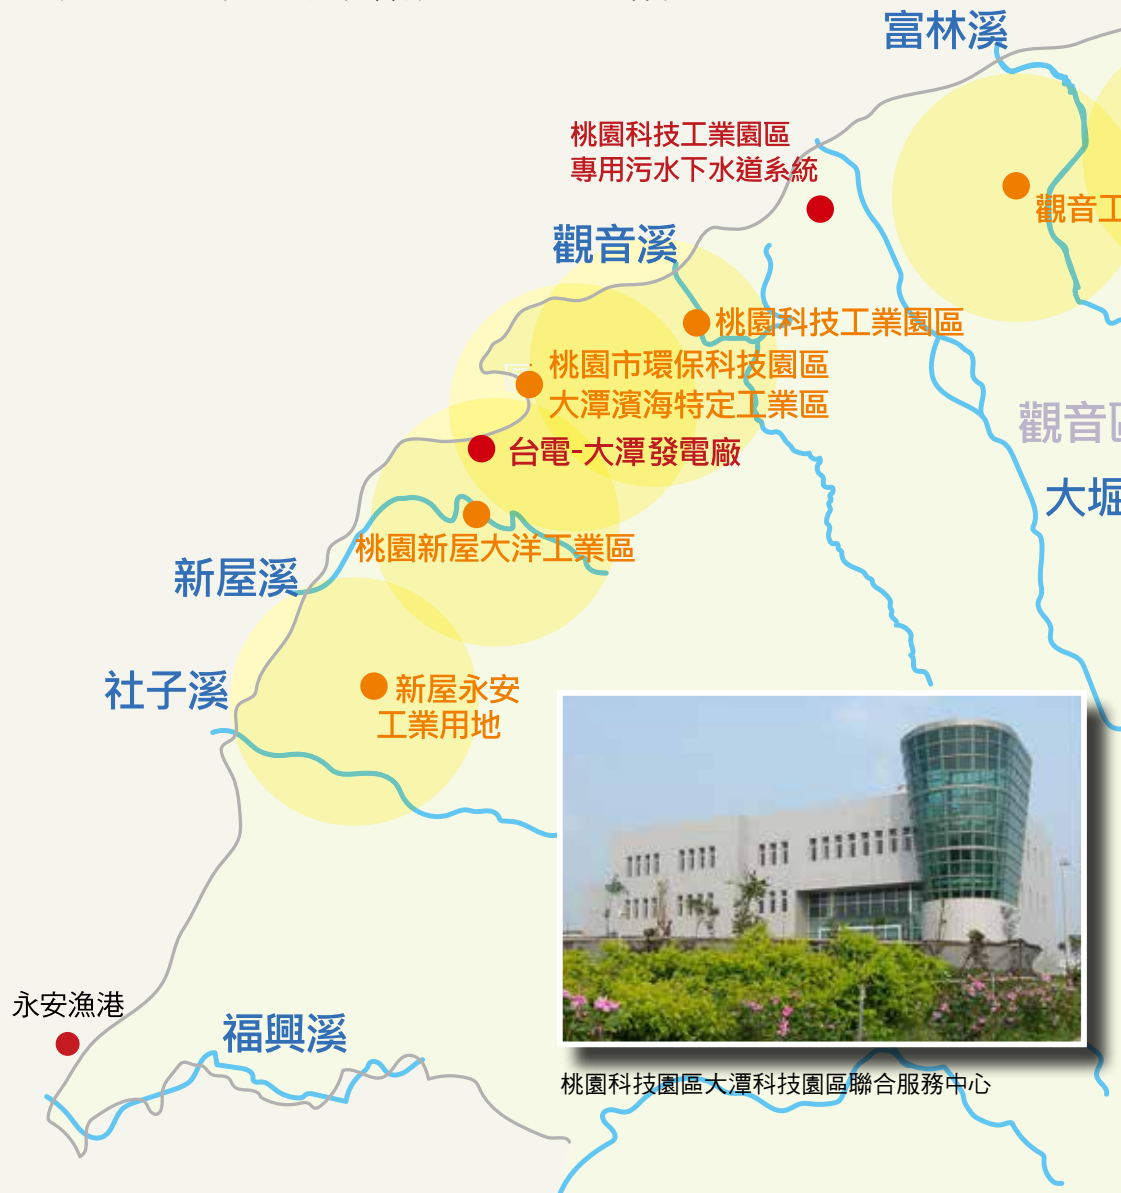 富林溪
桃園科技工業園區
專用污水下水道系統
觀音工
觀音溪
桃園科技工業園區
桃園市環保科技園區
大潭濱海特定工業區
觀音區
台電-大潭發電廠
大堀
桃園新屋大洋工業區
新屋溪
社子溪
新屋永安
工業用地
永安漁港
福興溪
桃園科技園區大潭科技園區聯合服務中心